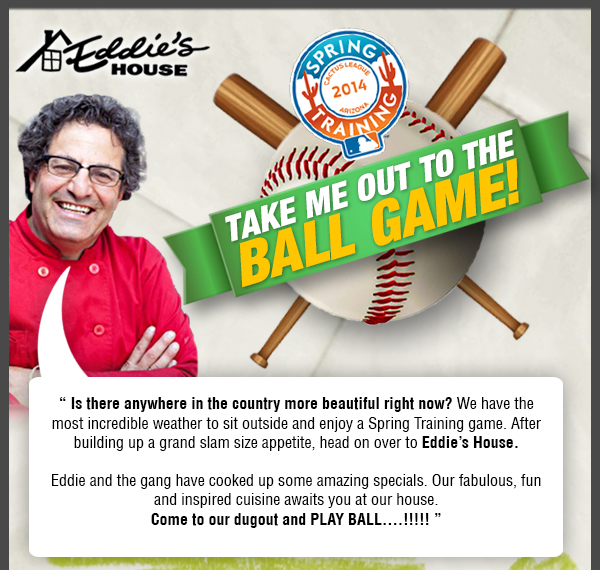 Eddie's
HOUSE
SPRING
CACTUS LEAGUE
2014
ARIZONA
TRAINING
TAKE ME OUT TO THE
BALL GAME!
“ Is there anywhere in the country more beautiful right now? We have the
most incredible weather to sit outside and enjoy a Spring Training game. After
building up a grand slam size appetite, head on over to Eddie's House.
Eddie and the gang have cooked up some amazing specials. Our fabulous, fun
and inspired cuisine awaits you at our house.
Come to our dugout and PLAY BALL....!!!!! ”